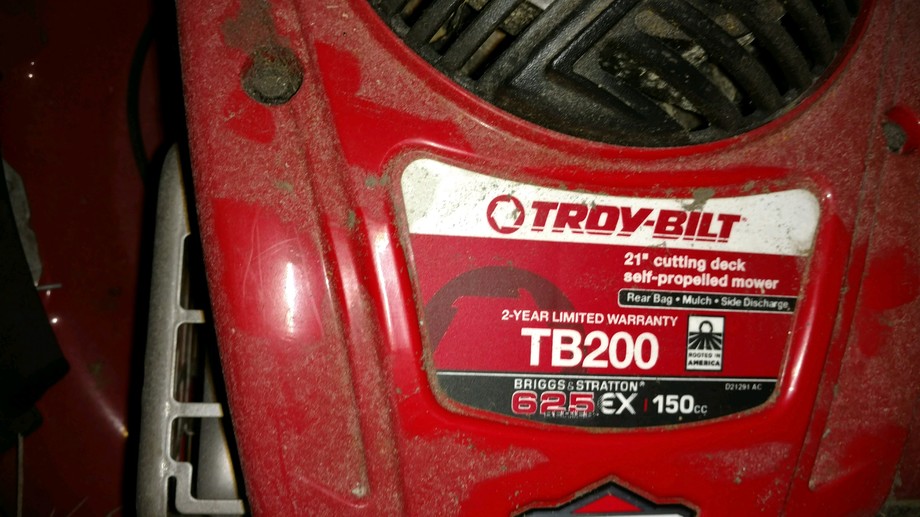 TROY-BILT
21" cutting deck
self-propelled mower
Rear Bag • Mulch • Side Discharge
2-YEAR LIMITED WARRANTY
TB200
ROOTED IN
AMERICA
BRIGGS & STRATTON®
D21291 AC
625 EX | 150cc